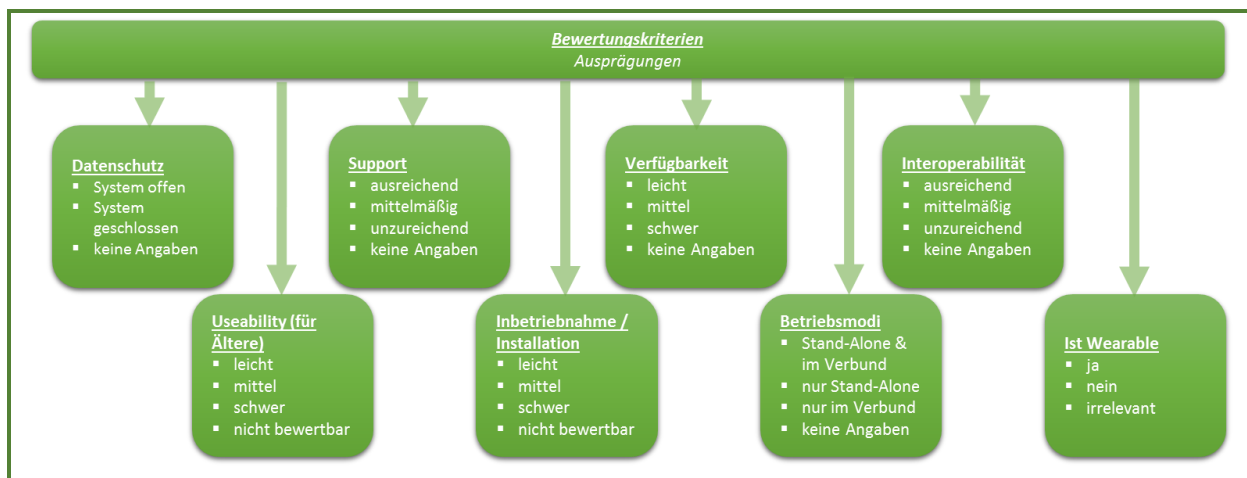 Bewertungskriterien
Ausprägungen
Datenschutz
▪ System offen
▪ System
geschlossen
▪ keine Angaben
Support
▪ ausreichend
▪ mittelmäßig
▪ unzureichend
▪ keine Angaben
Verfügbarkeit
▪ leicht
▪ mittel
▪ schwer
▪ keine Angaben
Interoperabilität
▪ ausreichend
▪ mittelmäßig
▪ unzureichend
▪ keine Angaben
Useability (für
Ältere)
▪ leicht
▪ mittel
▪ schwer
▪ nicht bewertbar
Inbetriebnahme /
Installation
▪ leicht
▪ mittel
▪ schwer
▪ nicht bewertbar
Betriebsmodi
▪ Stand-Alone &
im Verbund
▪ nur Stand-Alone
▪ nur im Verbund
▪ keine Angaben
Ist Wearable
▪ ja
▪ nein
▪ irrelevant